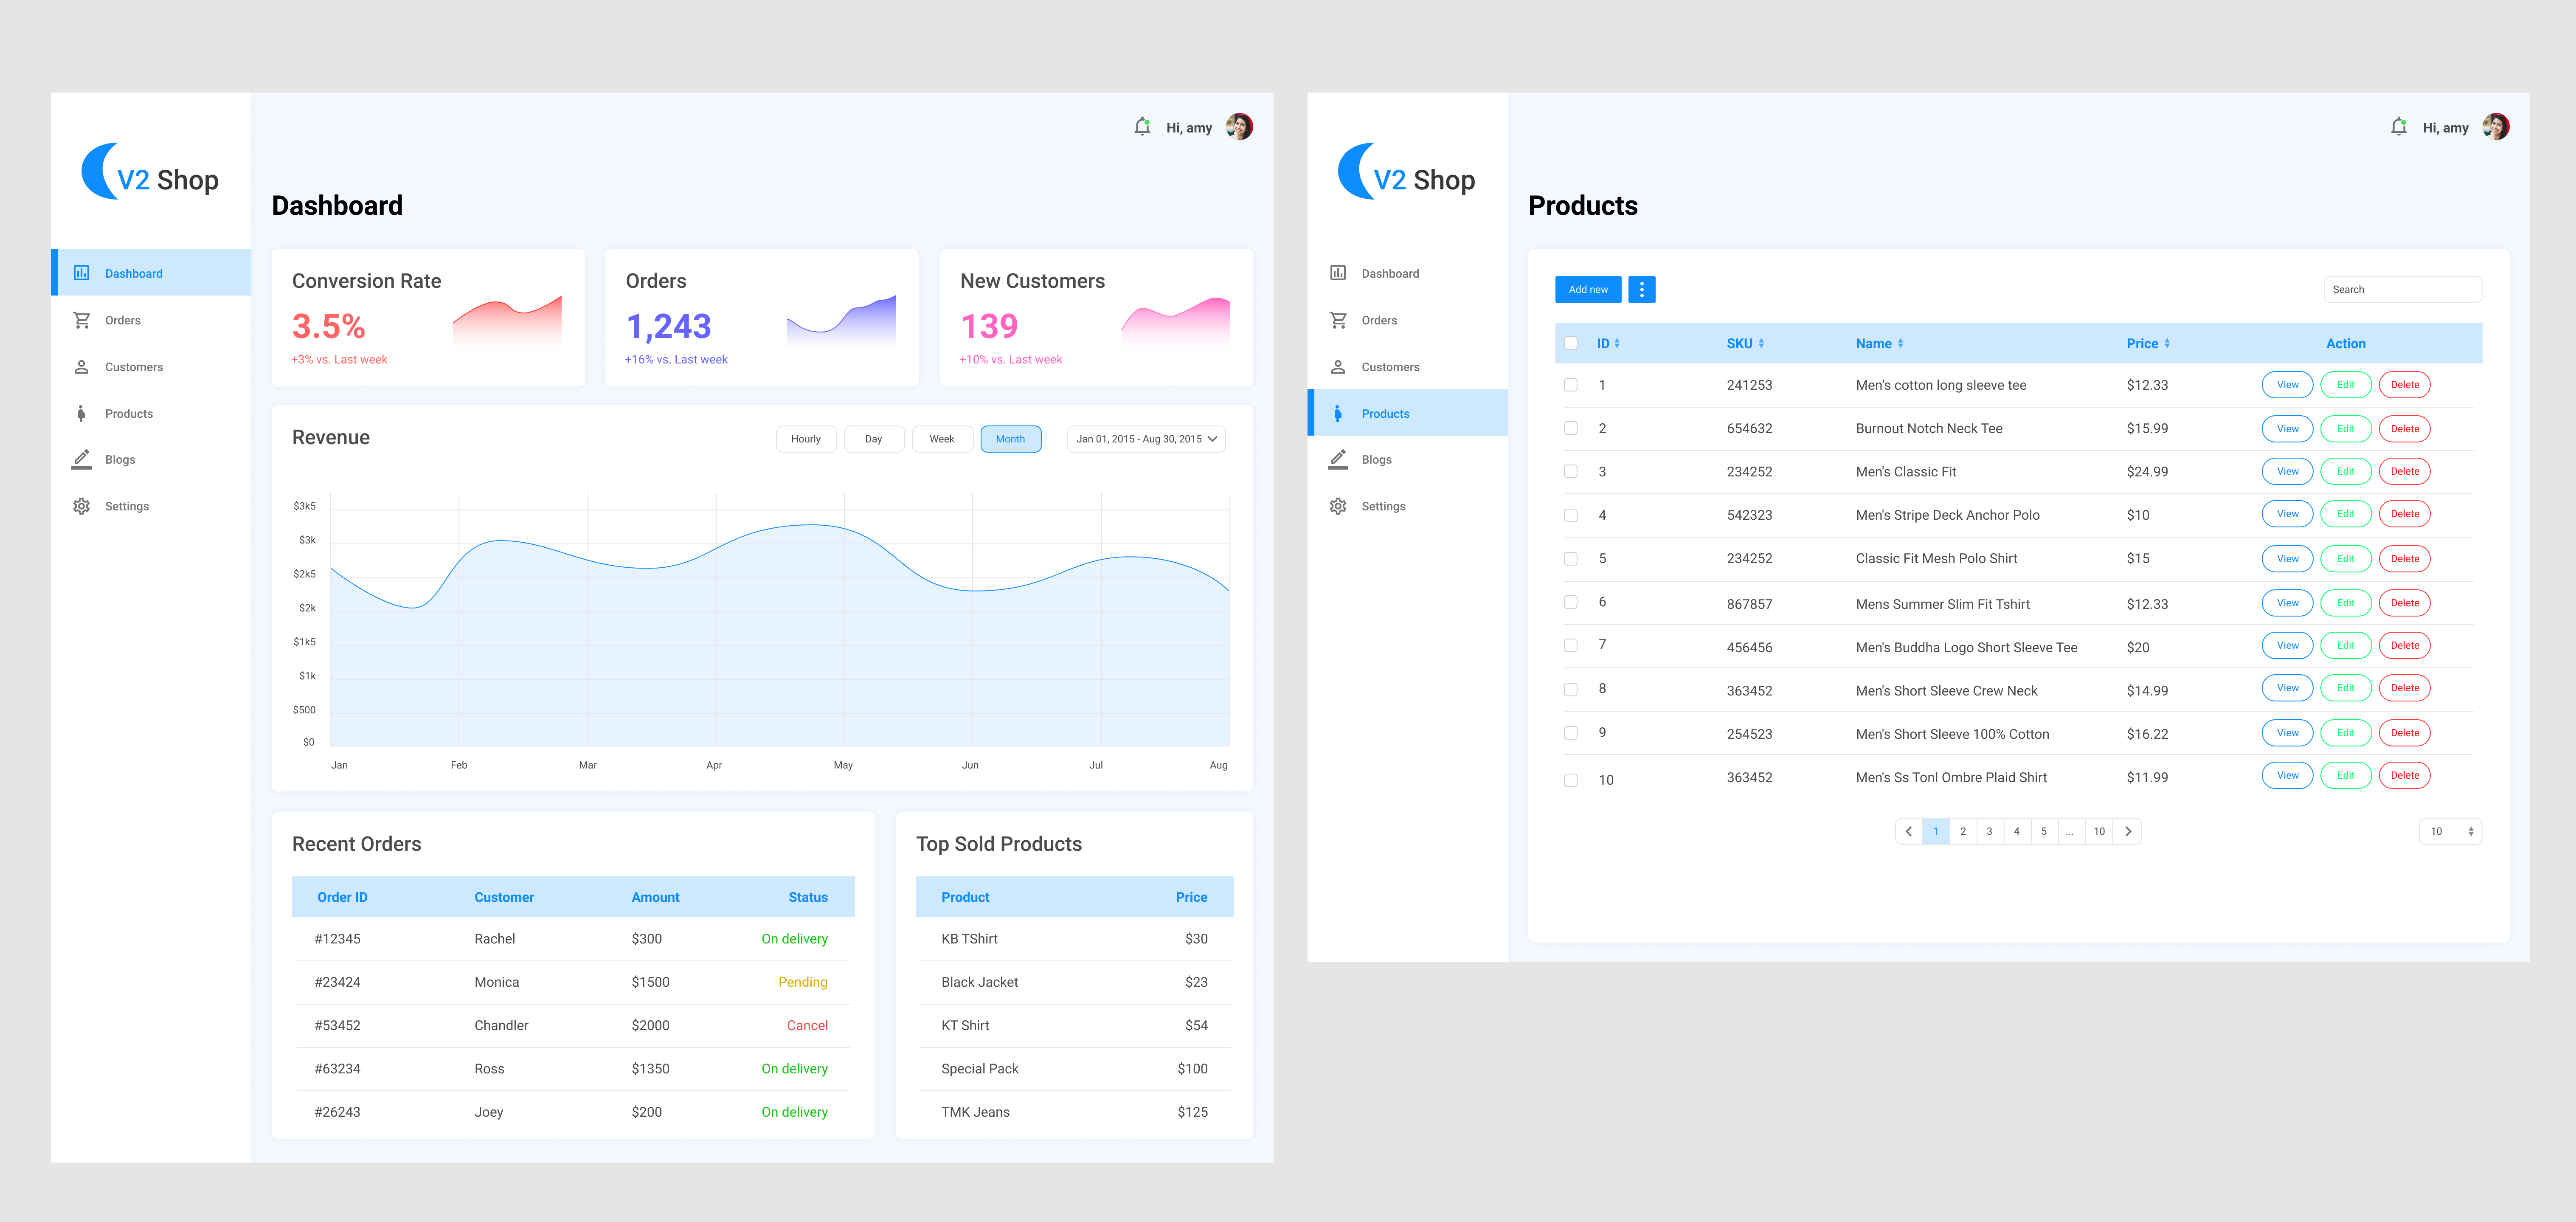 V2 Shop
Dashboard
Orders
Customers
Products
Blogs
Settings
Hi, amy
Dashboard
Conversion Rate
3.5%
+3% vs. Last week
Orders
1,243
+16% vs. Last week
New Customers
139
+10% vs. Last week
Revenue
Hourly Day Week Month Jan 01, 2015 - Aug 30, 2015
$3k5
$3k
$2k5
$2k
$1k5
$1k
$500
$0
Jan Feb Mar Apr May Jun Jul Aug
Recent Orders
Order ID Customer Amount Status
#12345 Rachel $300 On delivery
#23424 Monica $1500 Pending
#53452 Chandler $2000 Cancel
#63234 Ross $1350 On delivery
#26243 Joey $200 On delivery
Top Sold Products
Product Price
KB TShirt $30
Black Jacket $23
KT Shirt $54
Special Pack $100
TMK Jeans $125
V2 Shop
Dashboard
Orders
Customers
Products
Blogs
Settings
Hi, amy
Products
Add new Search
ID SKU Name Price Action
1 241253 Men's cotton long sleeve tee $12.33 View Edit Delete
2 654632 Burnout Notch Neck Tee $15.99 View Edit Delete
3 234252 Men's Classic Fit $24.99 View Edit Delete
4 542323 Men's Stripe Deck Anchor Polo $10 View Edit Delete
5 234252 Classic Fit Mesh Polo Shirt $15 View Edit Delete
6 867857 Mens Summer Slim Fit Tshirt $12.33 View Edit Delete
7 456456 Men's Buddha Logo Short Sleeve Tee $20 View Edit Delete
8 363452 Men's Short Sleeve Crew Neck $14.99 View Edit Delete
9 254523 Men's Short Sleeve 100% Cotton $16.22 View Edit Delete
10 363452 Men's Ss Tonl Ombre Plaid Shirt $11.99 View Edit Delete
1 2 3 4 5 ... 10 10